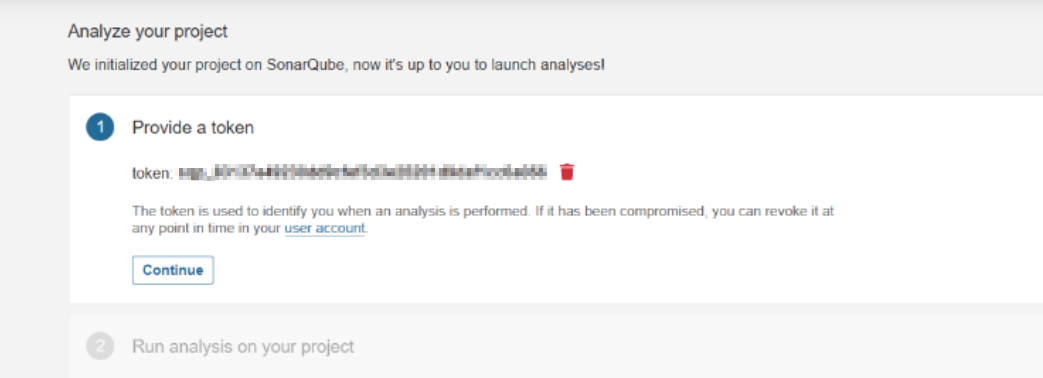 Analyze your project
We initialized your project on SonarQube, now it's up to you to launch analyses!
1 Provide a token
token:
The token is used to identify you when an analysis is performed. If it has been compromised, you can revoke it at
any point in time in your user account.
Continue
2 Run analysis on your project